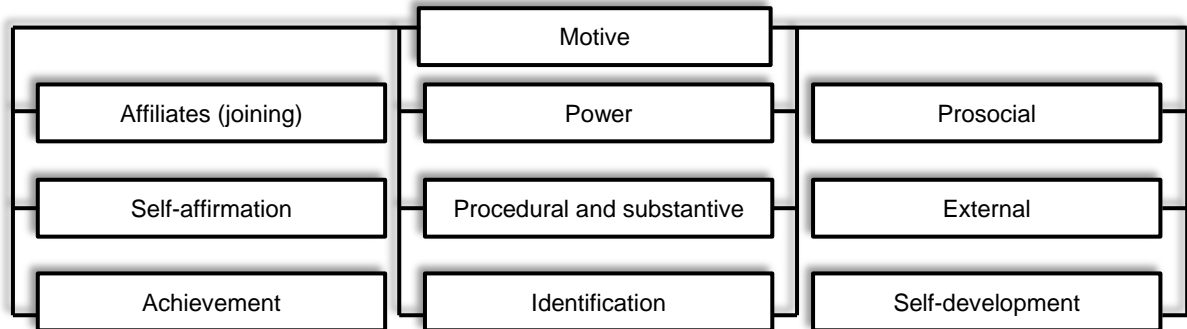 Motive
Affiliates (joining)
Power
Prosocial
Self-affirmation
Procedural and substantive
External
Achievement
Identification
Self-development